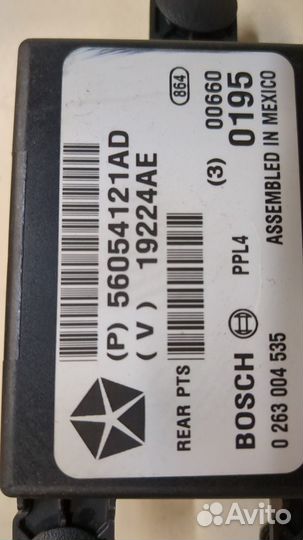 864
00660
(3) 0195
ASSEMBLED IN MEXICO
(P) 56054121AD
(V) 19224AE
REAR PTS
BOSCH PPL4
0 263 004 535
Avito